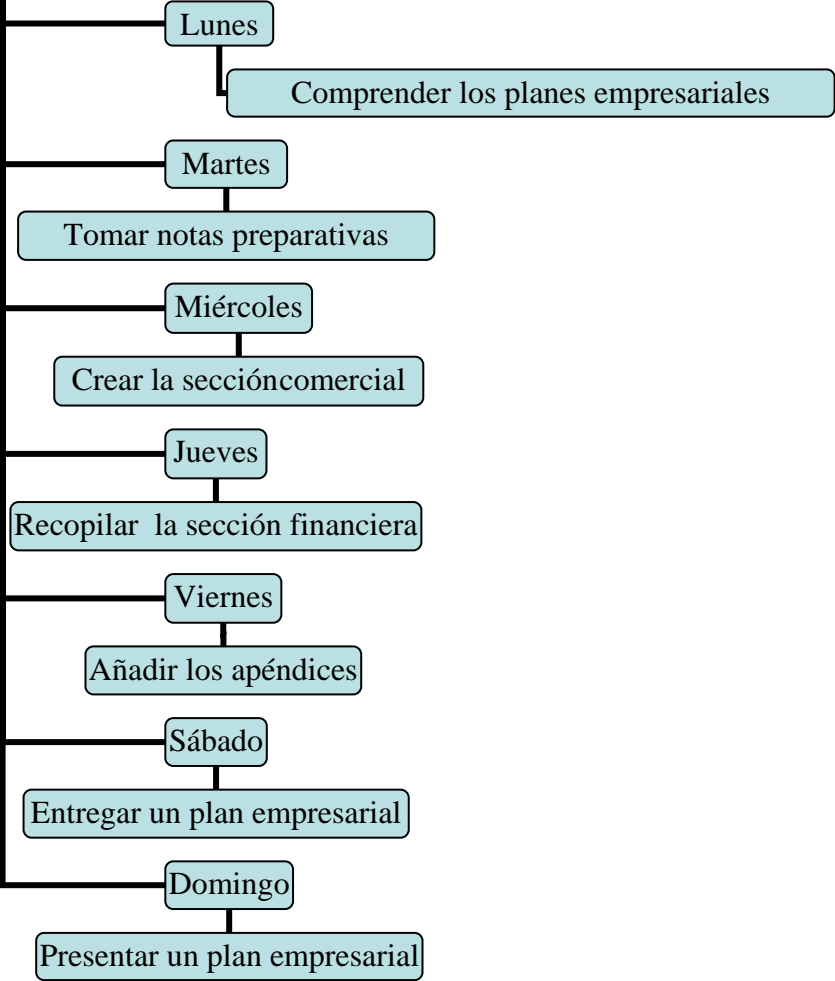 Lunes
Comprender los planes empresariales
Martes
Tomar notas preparativas
Miércoles
Crear la seccióncomercial
Jueves
Recopilar la sección financiera
Viernes
Añadir los apéndices
Sábado
Entregar un plan empresarial
Domingo
Presentar un plan empresarial